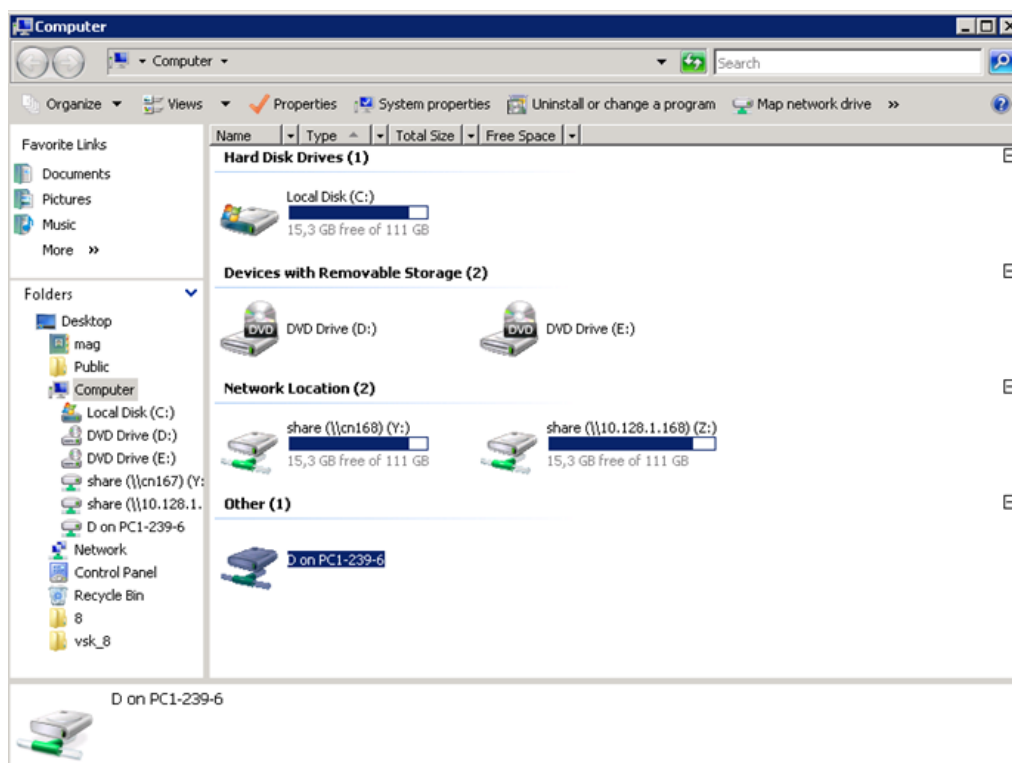 Computer
Computer
Search
Organize Views Properties System properties Uninstall or change a program Map network drive »
Favorite Links
Documents
Pictures
Music
More »
Folders
Desktop
mag
Public
Computer
Local Disk (C:)
DVD Drive (D:)
DVD Drive (E:)
share (\\cn167) (Y:
share (\\10.128.1.
D on PC1-239-6
Network
Control Panel
Recycle Bin
8
vsk_8
Name Type Total Size Free Space
Hard Disk Drives (1)
Local Disk (C:)
15,3 GB free of 111 GB
Devices with Removable Storage (2)
DVD DVD Drive (D:)
DVD DVD Drive (E:)
Network Location (2)
share (\\cn168) (Y:)
15,3 GB free of 111 GB
share (\\10.128.1.168) (Z:)
15,3 GB free of 111 GB
Other (1)
D on PC1-239-6
D on PC1-239-6